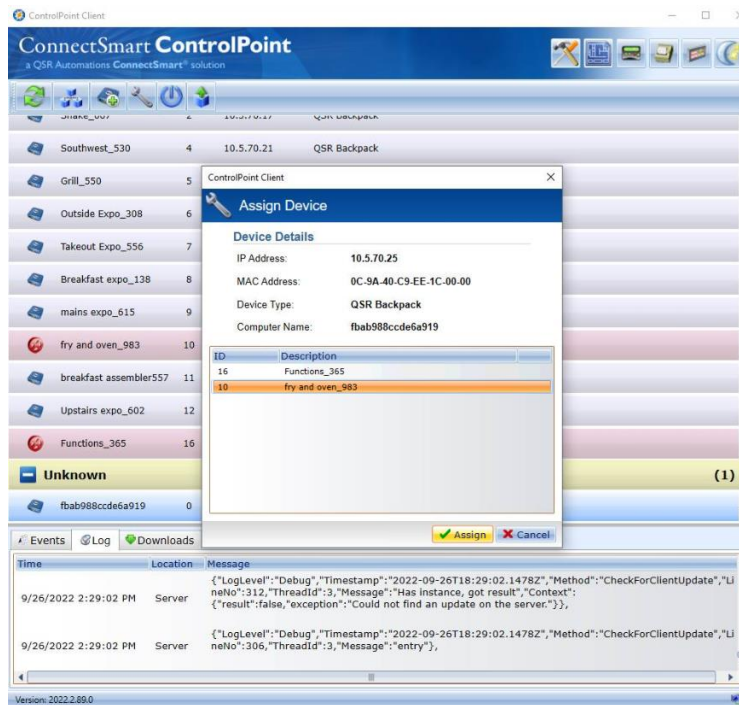 ControlPoint Client
ConnectSmart ControlPoint
a QSR Automations ConnectSmart® solution
Southwest_530 4 10.5.70.21 QSR Backpack
Grill_550 5
Outside Expo_308 6
Takeout Expo_556 7
Breakfast expo_138 8
mains expo_615 9
fry and oven_983 10
breakfast assembler557 11
Upstairs expo_602 12
Functions_365 16
Unknown (1)
fbab988ccde6a919 0
ControlPoint Client
Assign Device
Device Details
IP Address: 10.5.70.25
MAC Address: 0C-9A-40-C9-EE-1C-00-00
Device Type: QSR Backpack
Computer Name: fbab988ccde6a919
ID Description
16 Functions_365
10 fry and oven_983
Assign Cancel
Events Log Downloads
Time Location Message
9/26/2022 2:29:02 PM Server
{"LogLevel":"Debug","Timestamp":"2022-09-26T18:29:02.1478Z","Method":"CheckForClientUpdate","Li
neNo":312,"ThreadId":3,"Message":"Has instance, got result","Context":
{"result":false,"exception":"Could not find an update on the server."}},
9/26/2022 2:29:02 PM Server
{"LogLevel":"Debug","Timestamp":"2022-09-26T18:29:02.1478Z","Method":"CheckForClientUpdate","Li
neNo":306,"ThreadId":3,"Message":"entry"},
Version: 2022.2.89.0